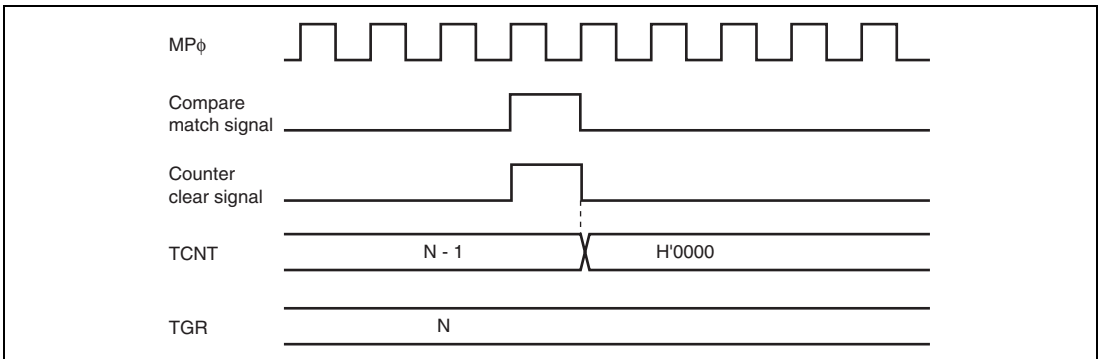 MPφ
Compare
match signal
Counter
clear signal
TCNT
N - 1
H'0000
TGR
N